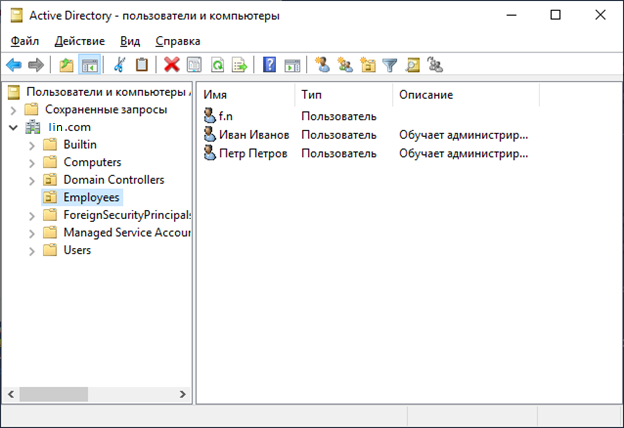 Active Directory - пользователи и компьютеры
Файл Действие Вид Справка
Пользователи и компьютеры
Сохраненные запросы
lin.com
Builtin
Computers
Domain Controllers
Employees
ForeignSecurityPrincipals
Managed Service Accou
Users
Имя Тип Описание
f.n Пользователь
Иван Иванов Пользователь Обучает администрир...
Петр Петров Пользователь Обучает администрир...